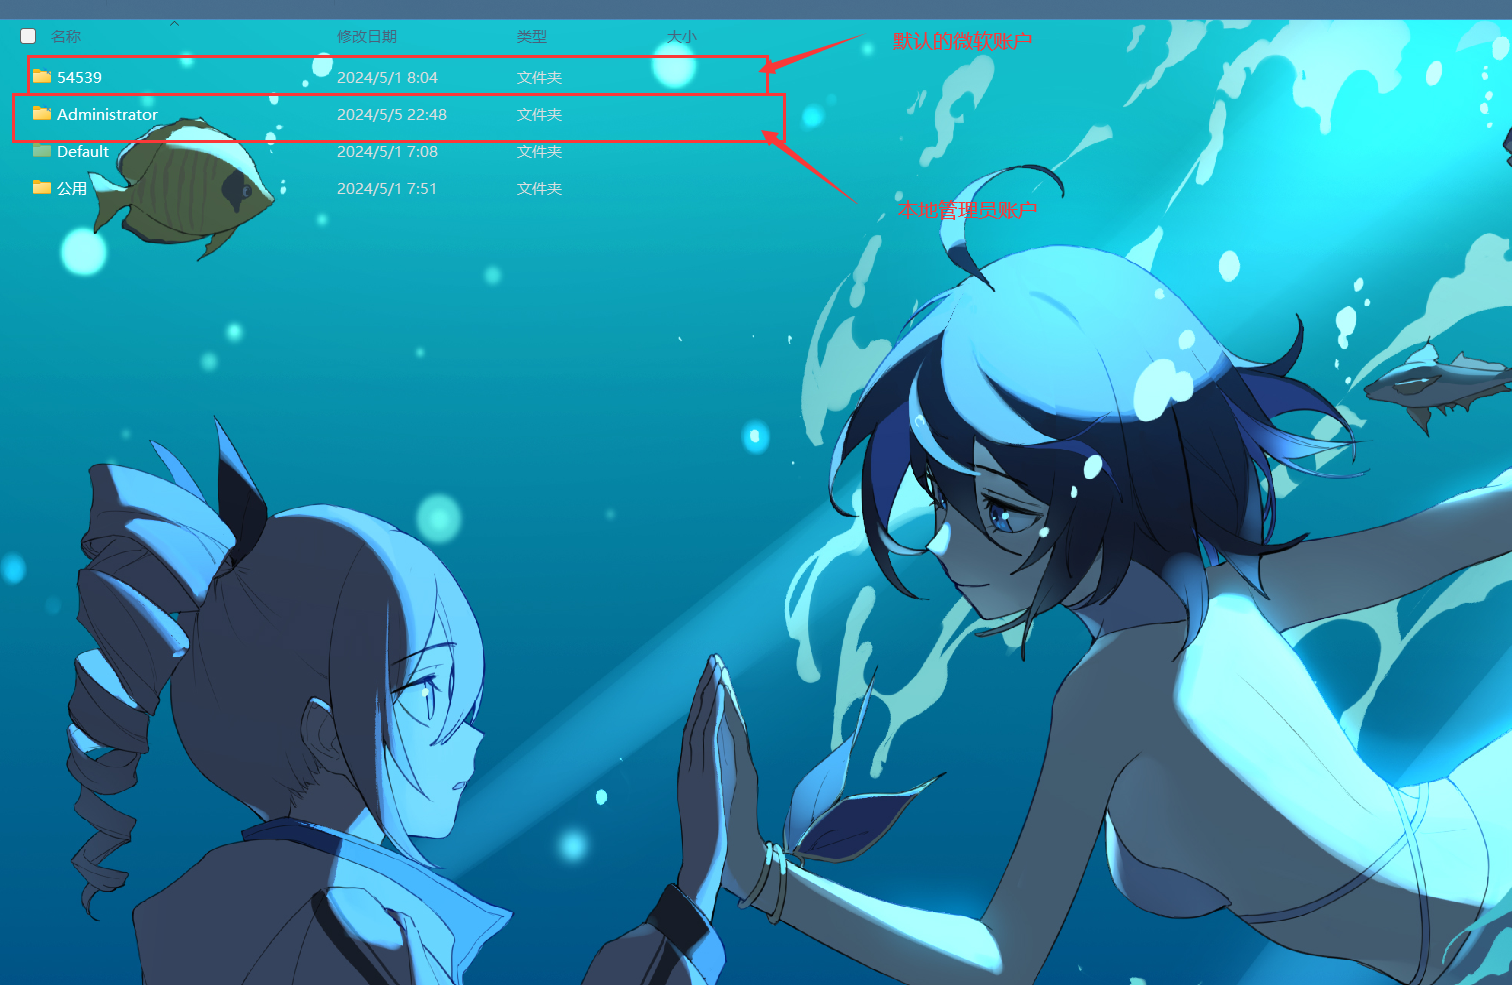 名称 修改日期 类型 大小
默认的微软账户
54539 2024/5/1 8:04 文件夹
Administrator 2024/5/5 22:48 文件夹
Default 2024/5/1 7:08 文件夹
公用 2024/5/1 7:51 文件夹
本地管理员账户